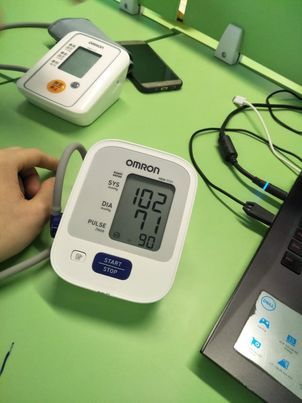 OMRON
OMRON
SYS
mmHg
102
DIA
mmHg
71
PULSE
/min
90
START
STOP
DELL